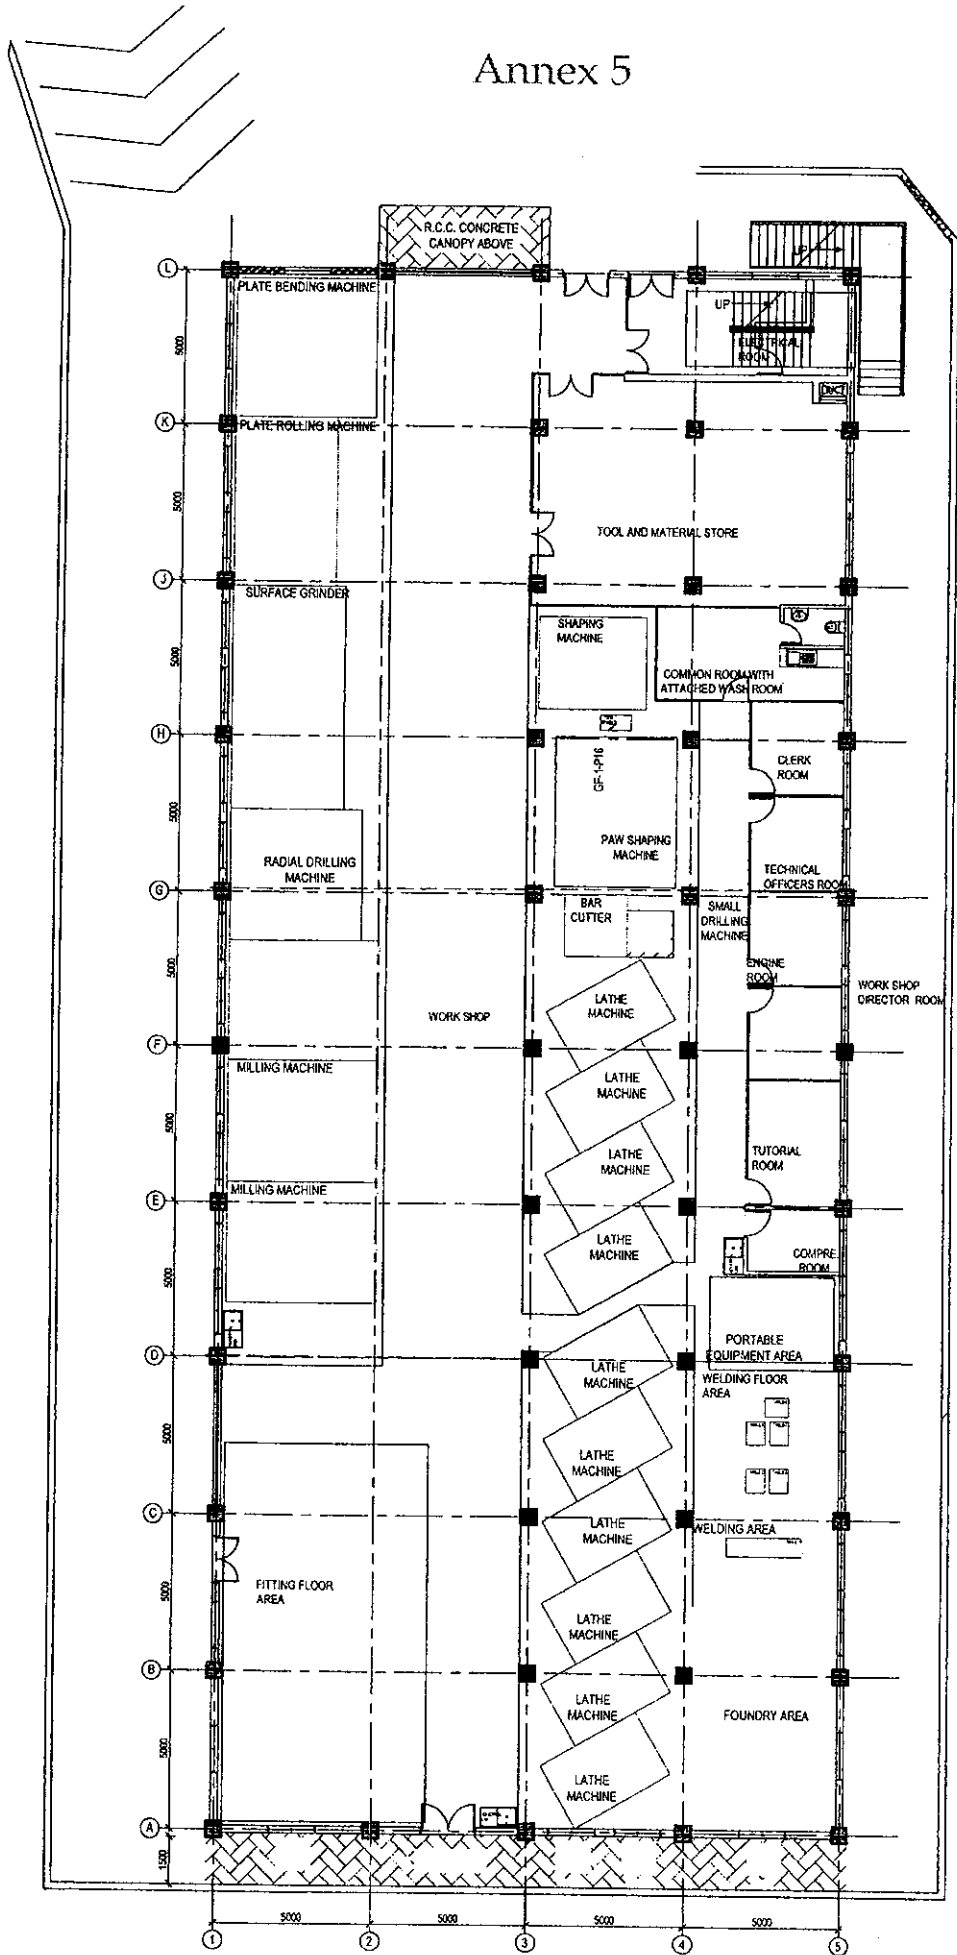 Annex 5
R.C.C. CONCRETE
CANOPY ABOVE
UP
L
PLATE BENDING MACHINE
UP
ELECTRICAL
ROOM
5000
DUCT
K
PLATE ROLLING MACHINE
5000
TOOL AND MATERIAL STORE
J
SURFACE GRINDER
SHAPING
MACHINE
5000
COMMON ROOM WITH
ATTACHED WASH ROOM
H
GF-1-P16
CLERK
ROOM
5000
PAW SHAPING
MACHINE
RADIAL DRILLING
MACHINE
TECHNICAL
OFFICERS ROOM
G
BAR
CUTTER
SMALL
DRILLING
MACHINE
5000
ENGINE
ROOM
WORK SHOP
DIRECTOR ROOM
LATHE
MACHINE
WORK SHOP
F
MILLING MACHINE
LATHE
MACHINE
5000
TUTORIAL
ROOM
LATHE
MACHINE
E
MILLING MACHINE
LATHE
MACHINE
COMPRE.
ROOM
5000
PORTABLE
EQUIPMENT AREA
D
LATHE
MACHINE
WELDING FLOOR
AREA
5000
LATHE
MACHINE
C
LATHE
MACHINE
WELDING AREA
5000
FITTING FLOOR
AREA
LATHE
MACHINE
B
LATHE
MACHINE
FOUNDRY AREA
5000
LATHE
MACHINE
A
1500
5000
5000
5000
5000
1
2
3
4
5